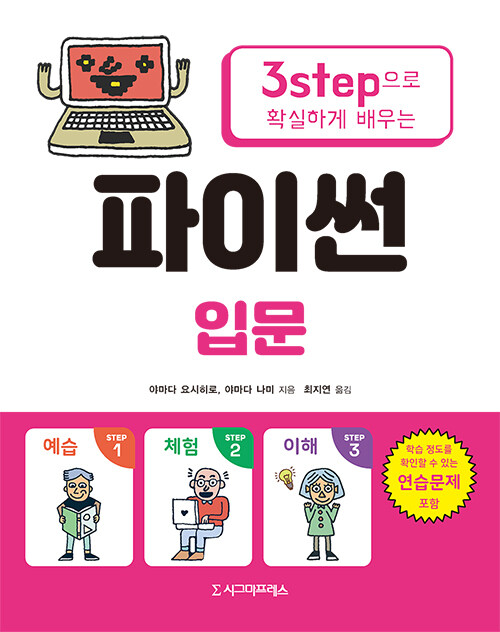 3step으로
확실하게 배우는
파이썬
입문
야마다 요시히로, 야마다 나미 지음 최지연 옮김
예습 STEP 1
체험 STEP 2
이해 STEP 3
학습 정도를
확인할 수 있는
연습문제
포함
Σ 시그마프레스